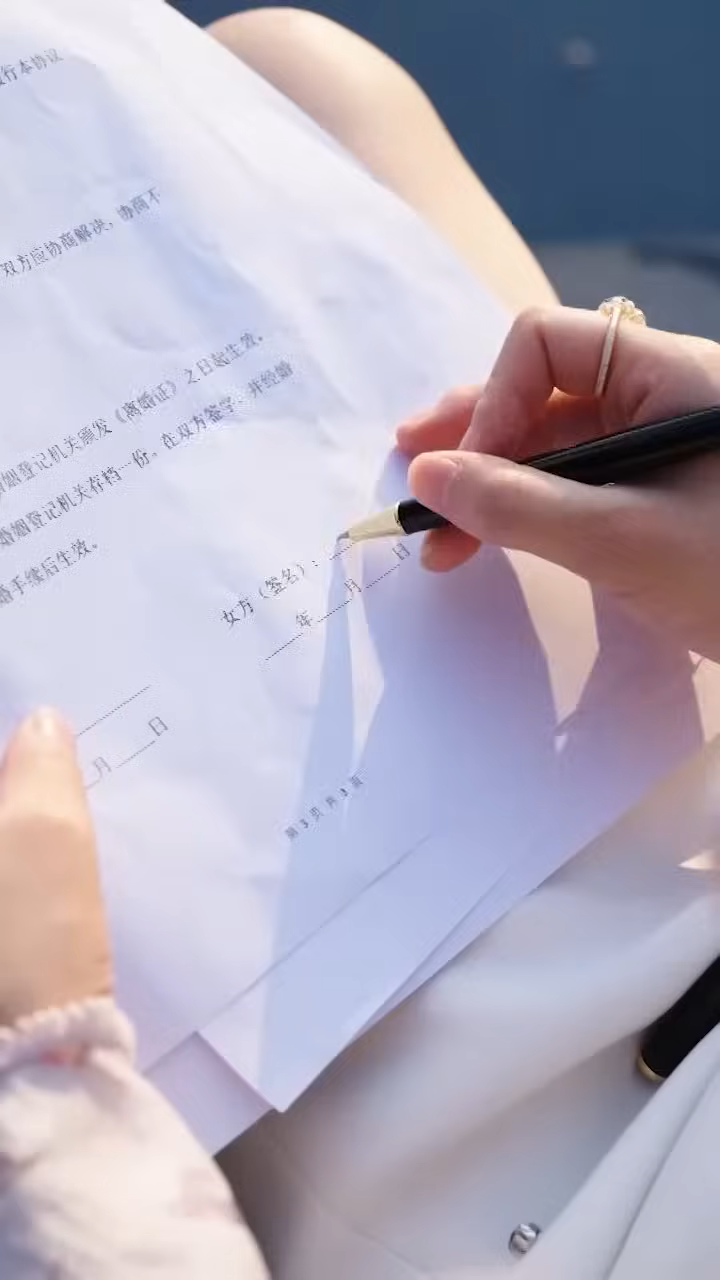 行本协议
双方应协商解决，协商不
姻登记机关颁发《离婚证》之日起生效。
婚姻登记机关存档一份。在双方签字、并经婚
手续后生效。
女方（签名）：
年 月 日
月 日
第 3 页 共 3 页